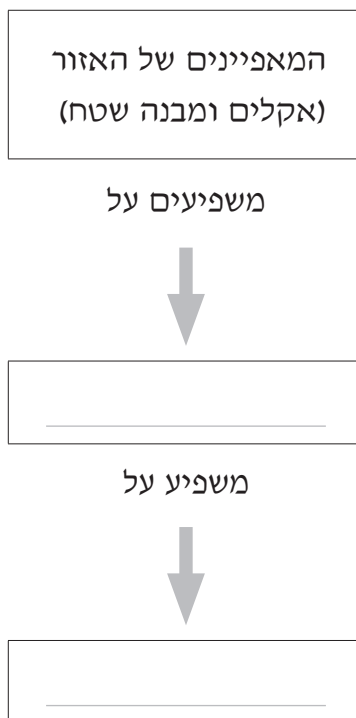 המאפיינים של האזור
(אקלים ומבנה שטח)
משפיעים על
משפיע על